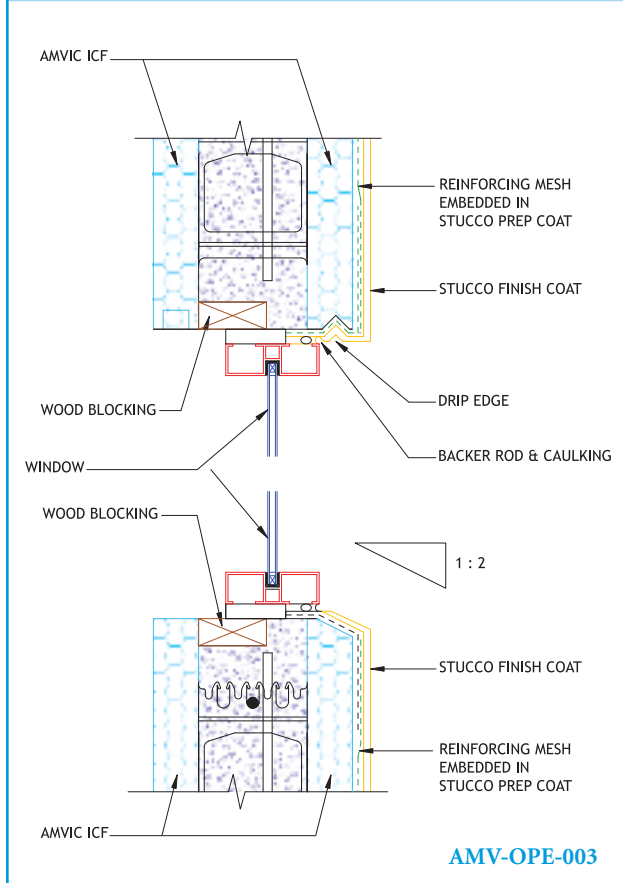 AMVIC ICF
REINFORCING MESH
EMBEDDED IN
STUCCO PREP COAT
STUCCO FINISH COAT
DRIP EDGE
WOOD BLOCKING
BACKER ROD & CAULKING
WINDOW
WOOD BLOCKING
1 : 2
STUCCO FINISH COAT
REINFORCING MESH
EMBEDDED IN
STUCCO PREP COAT
AMVIC ICF
AMV-OPE-003